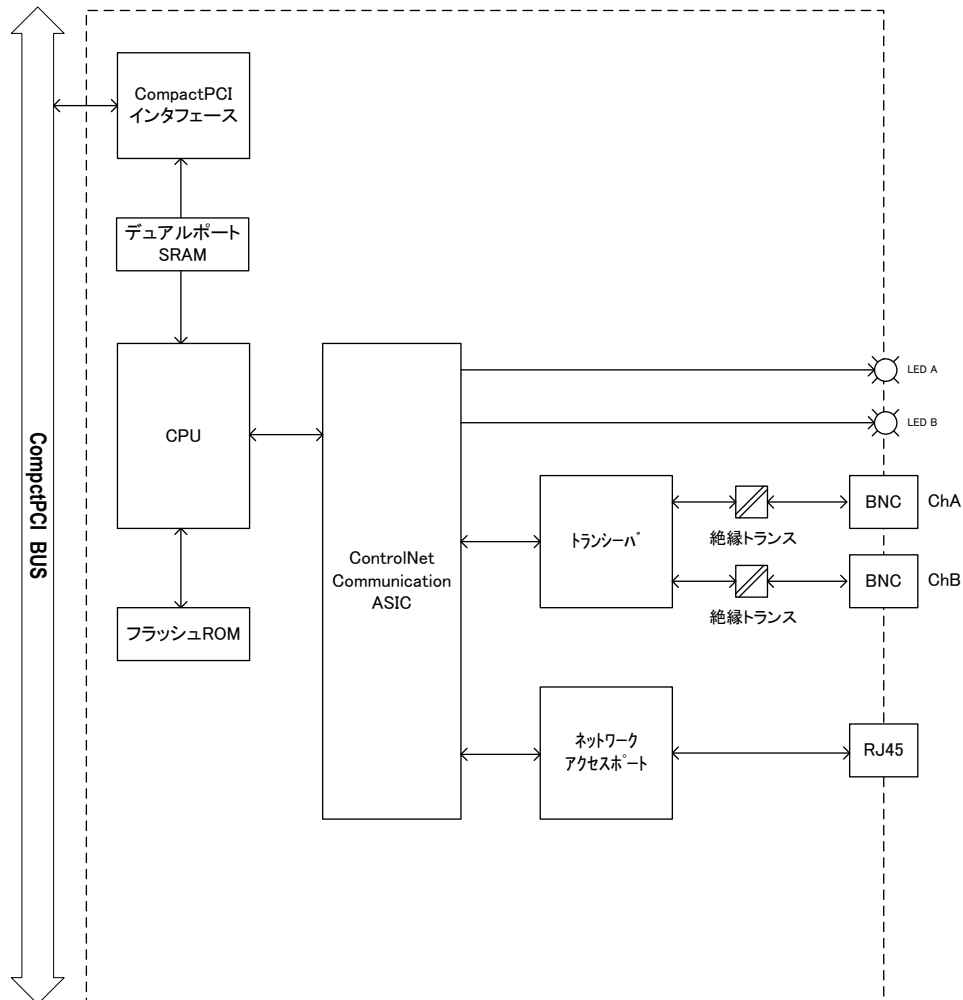 CompactPCI
インタフェース
デュアルポート
SRAM
CPU
フラッシュROM
CompctPCI BUS
ControlNet
Communication
ASIC
LED A
LED B
トランシーバ
絶縁トランス
BNC
ChA
絶縁トランス
BNC
ChB
ネットワーク
アクセスポート
RJ45